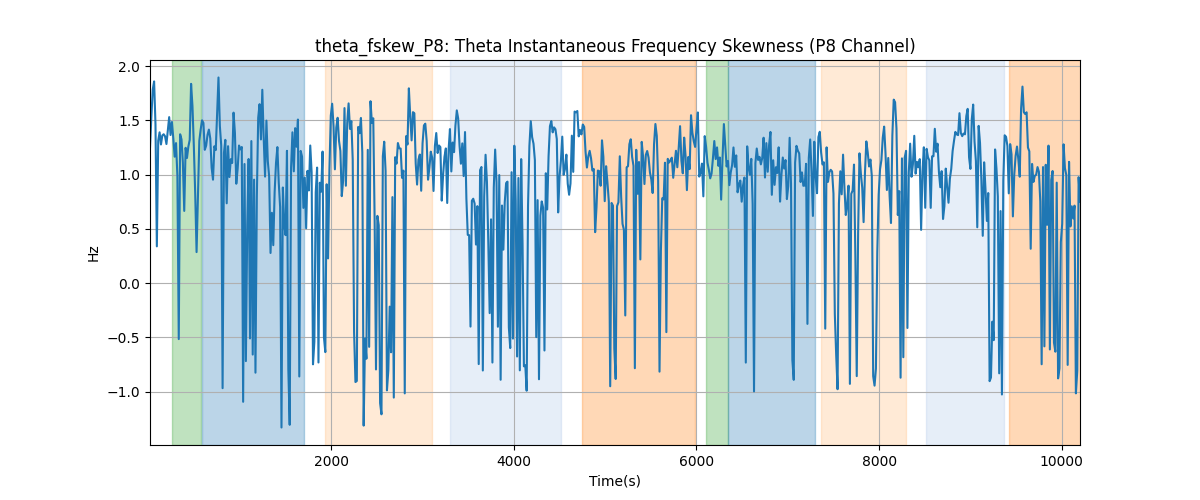 theta_fskew_P8: Theta Instantaneous Frequency Skewness (P8 Channel)
2.0
1.5
1.0
0.5
0.0
−0.5
−1.0
Hz
2000 4000 6000 8000 10000
Time(s)